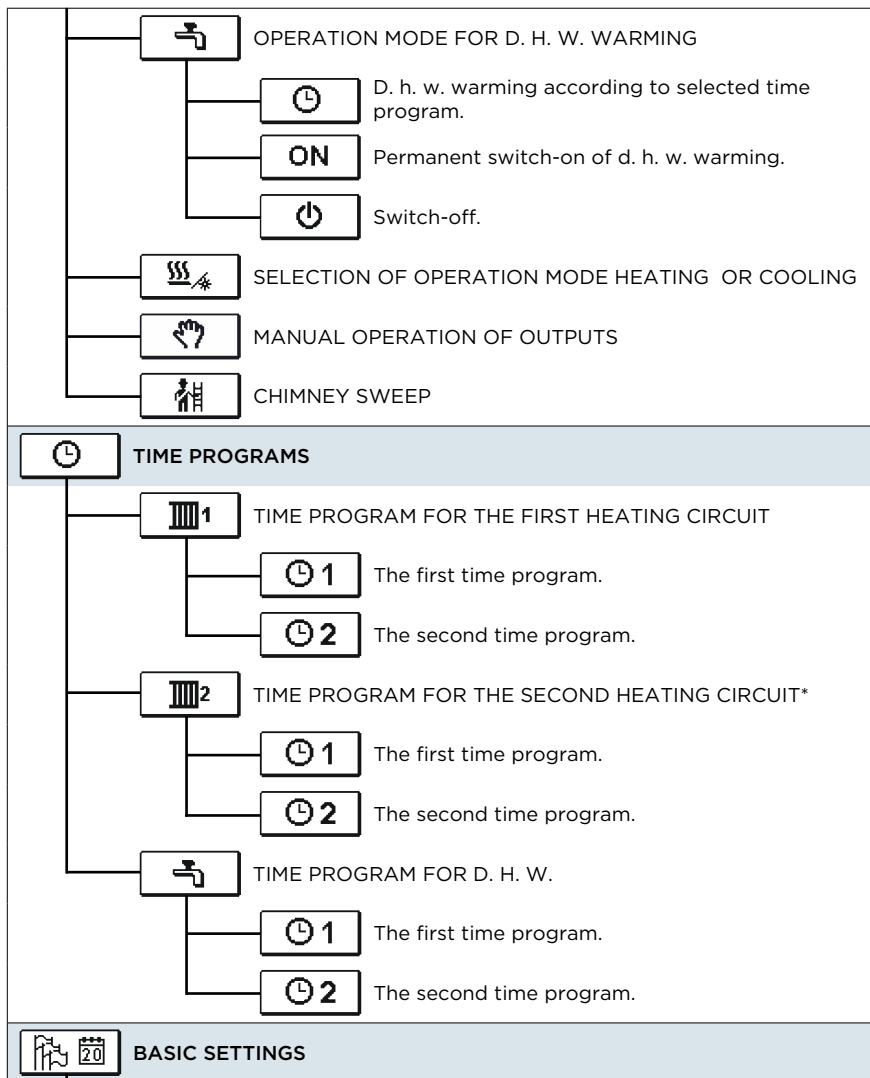 OPERATION MODE FOR D. H. W. WARMING
D. h. w. warming according to selected time
program.
ON
Permanent switch-on of d. h. w. warming.
Switch-off.
SELECTION OF OPERATION MODE HEATING OR COOLING
MANUAL OPERATION OF OUTPUTS
CHIMNEY SWEEP
TIME PROGRAMS
1
TIME PROGRAM FOR THE FIRST HEATING CIRCUIT
1
The first time program.
2
The second time program.
2
TIME PROGRAM FOR THE SECOND HEATING CIRCUIT*
1
The first time program.
2
The second time program.
TIME PROGRAM FOR D. H. W.
1
The first time program.
2
The second time program.
20
BASIC SETTINGS